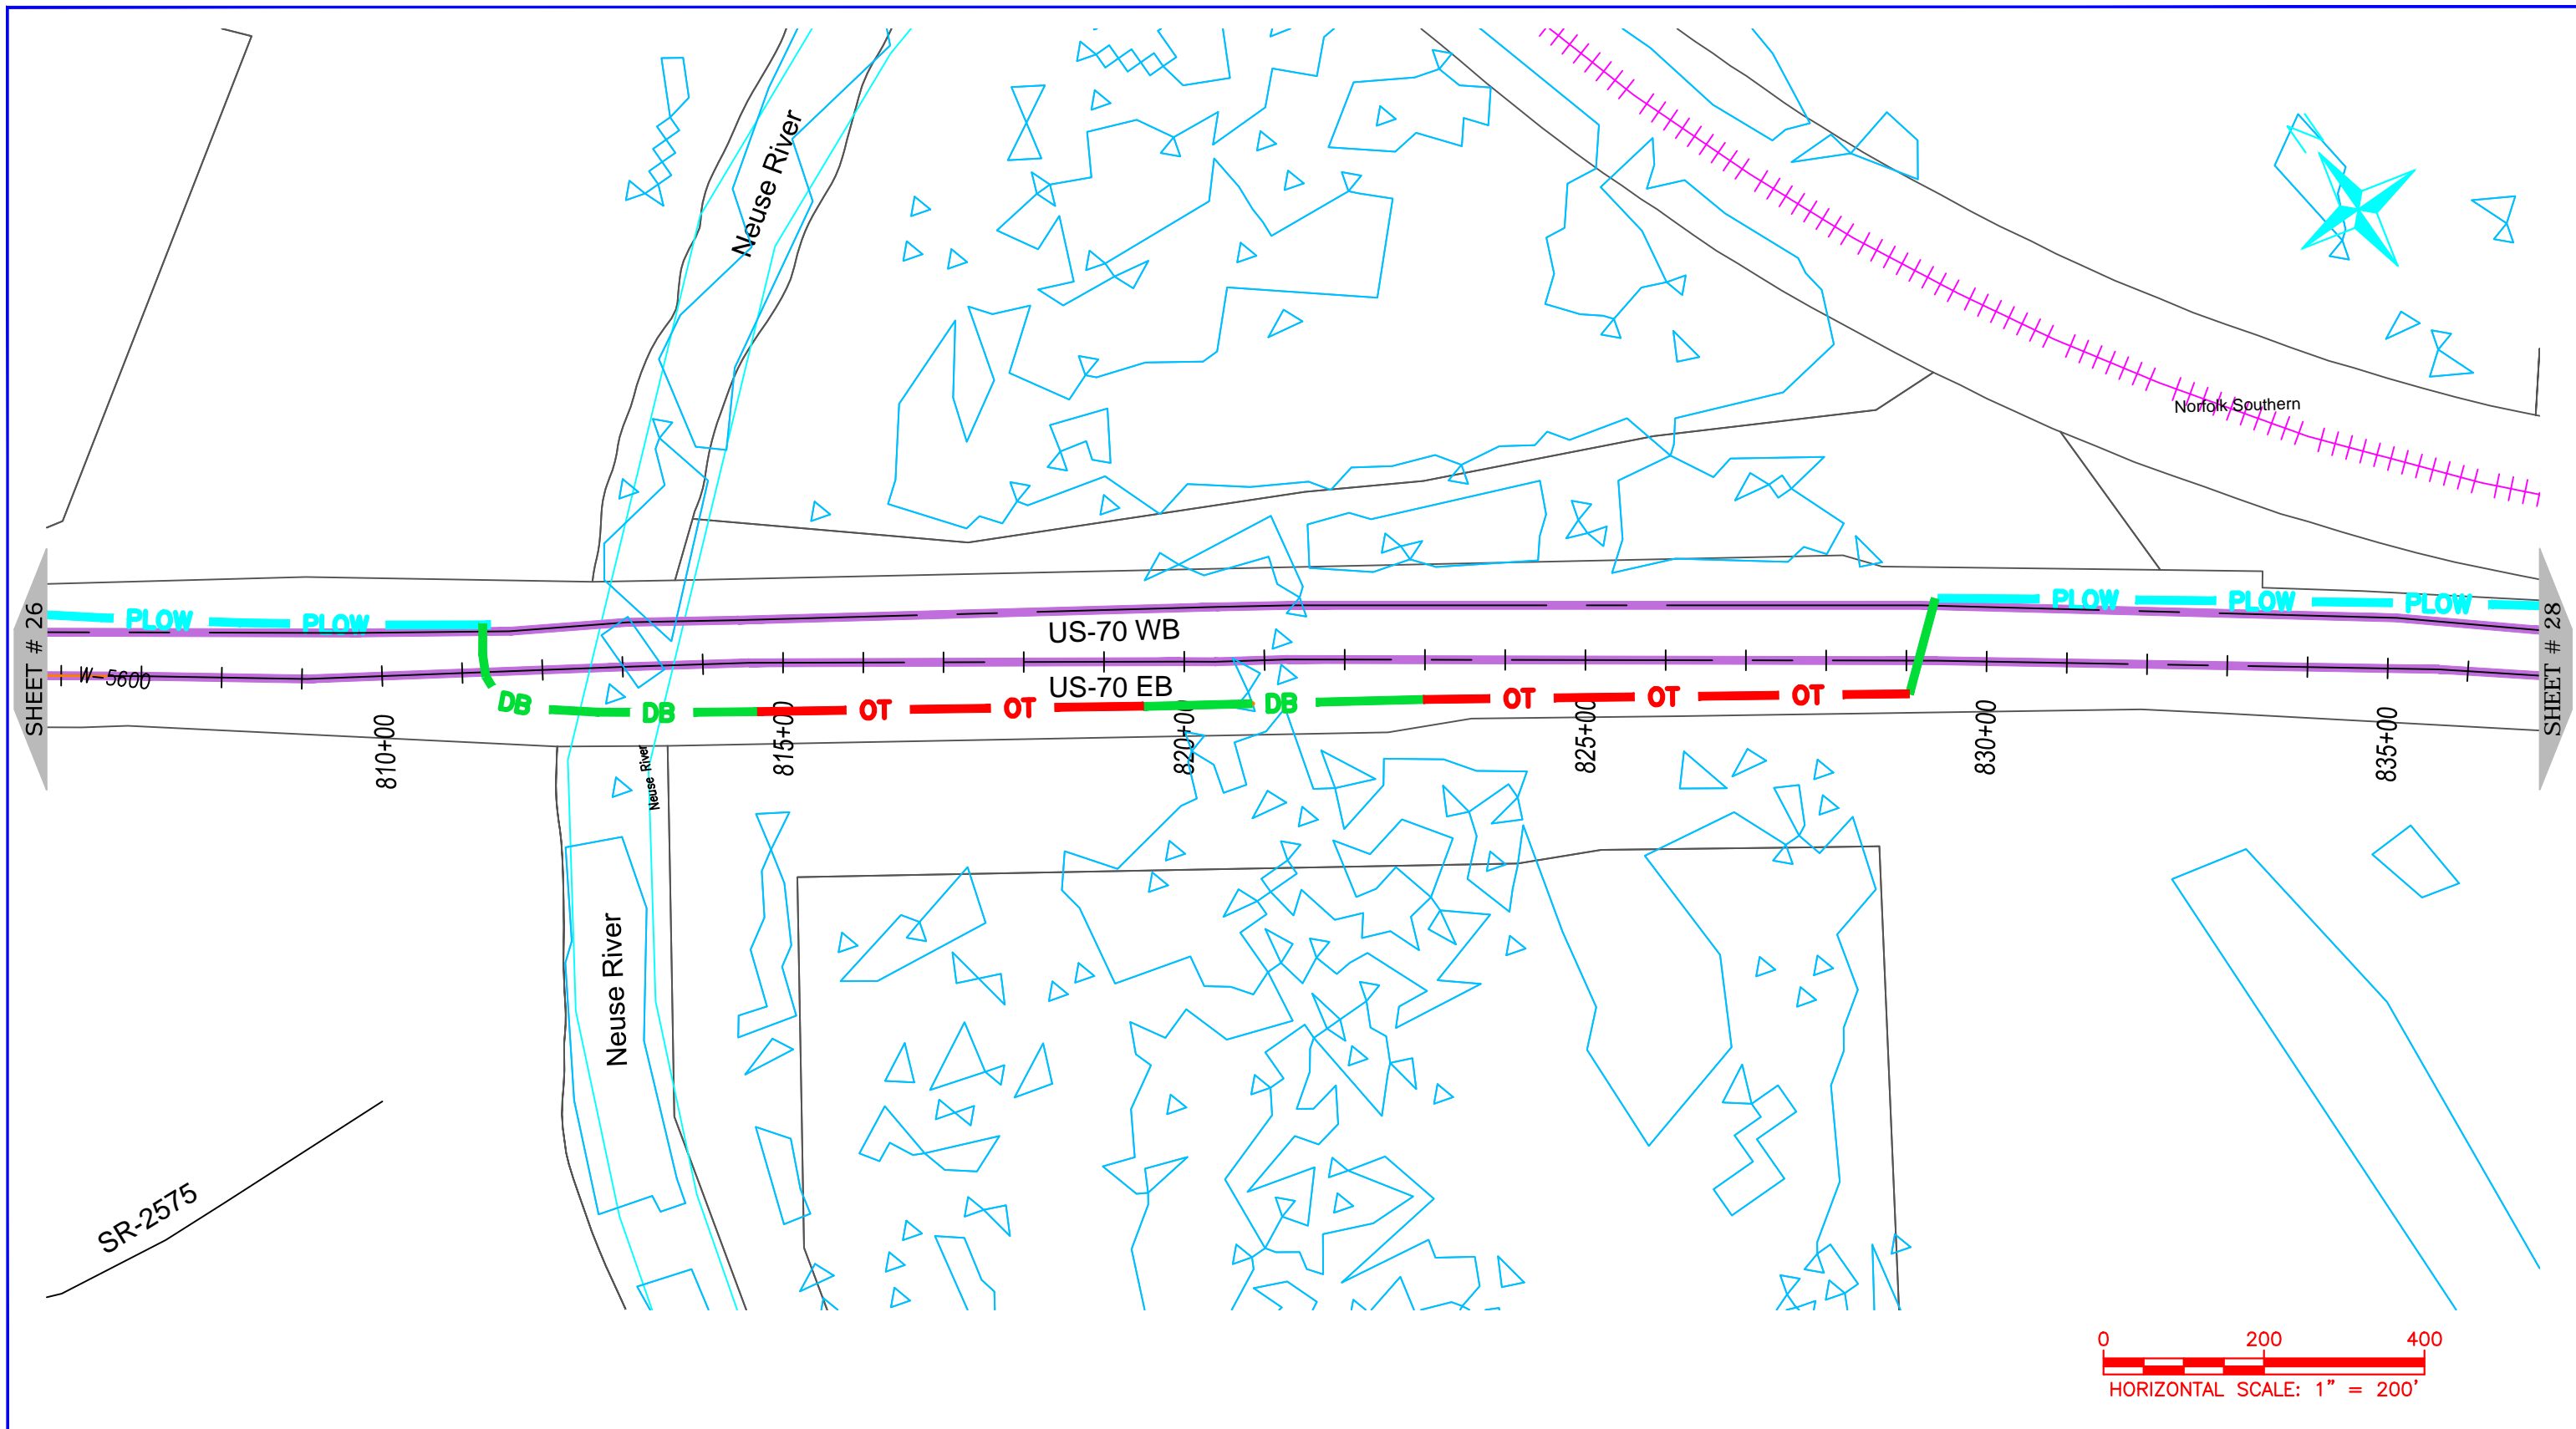 Neuse River
Norfolk Southern
SHEET # 26
PLOW
PLOW
PLOW
PLOW
PLOW
SHEET # 28
US-70 WB
W-5600
US-70 EB
DB
DB
OT
OT
DB
OT
OT
OT
810+00
815+00
820+00
825+00
830+00
835+00
Neuse River
Neuse River
SR-2575
0 200 400
HORIZONTAL SCALE: 1" = 200'